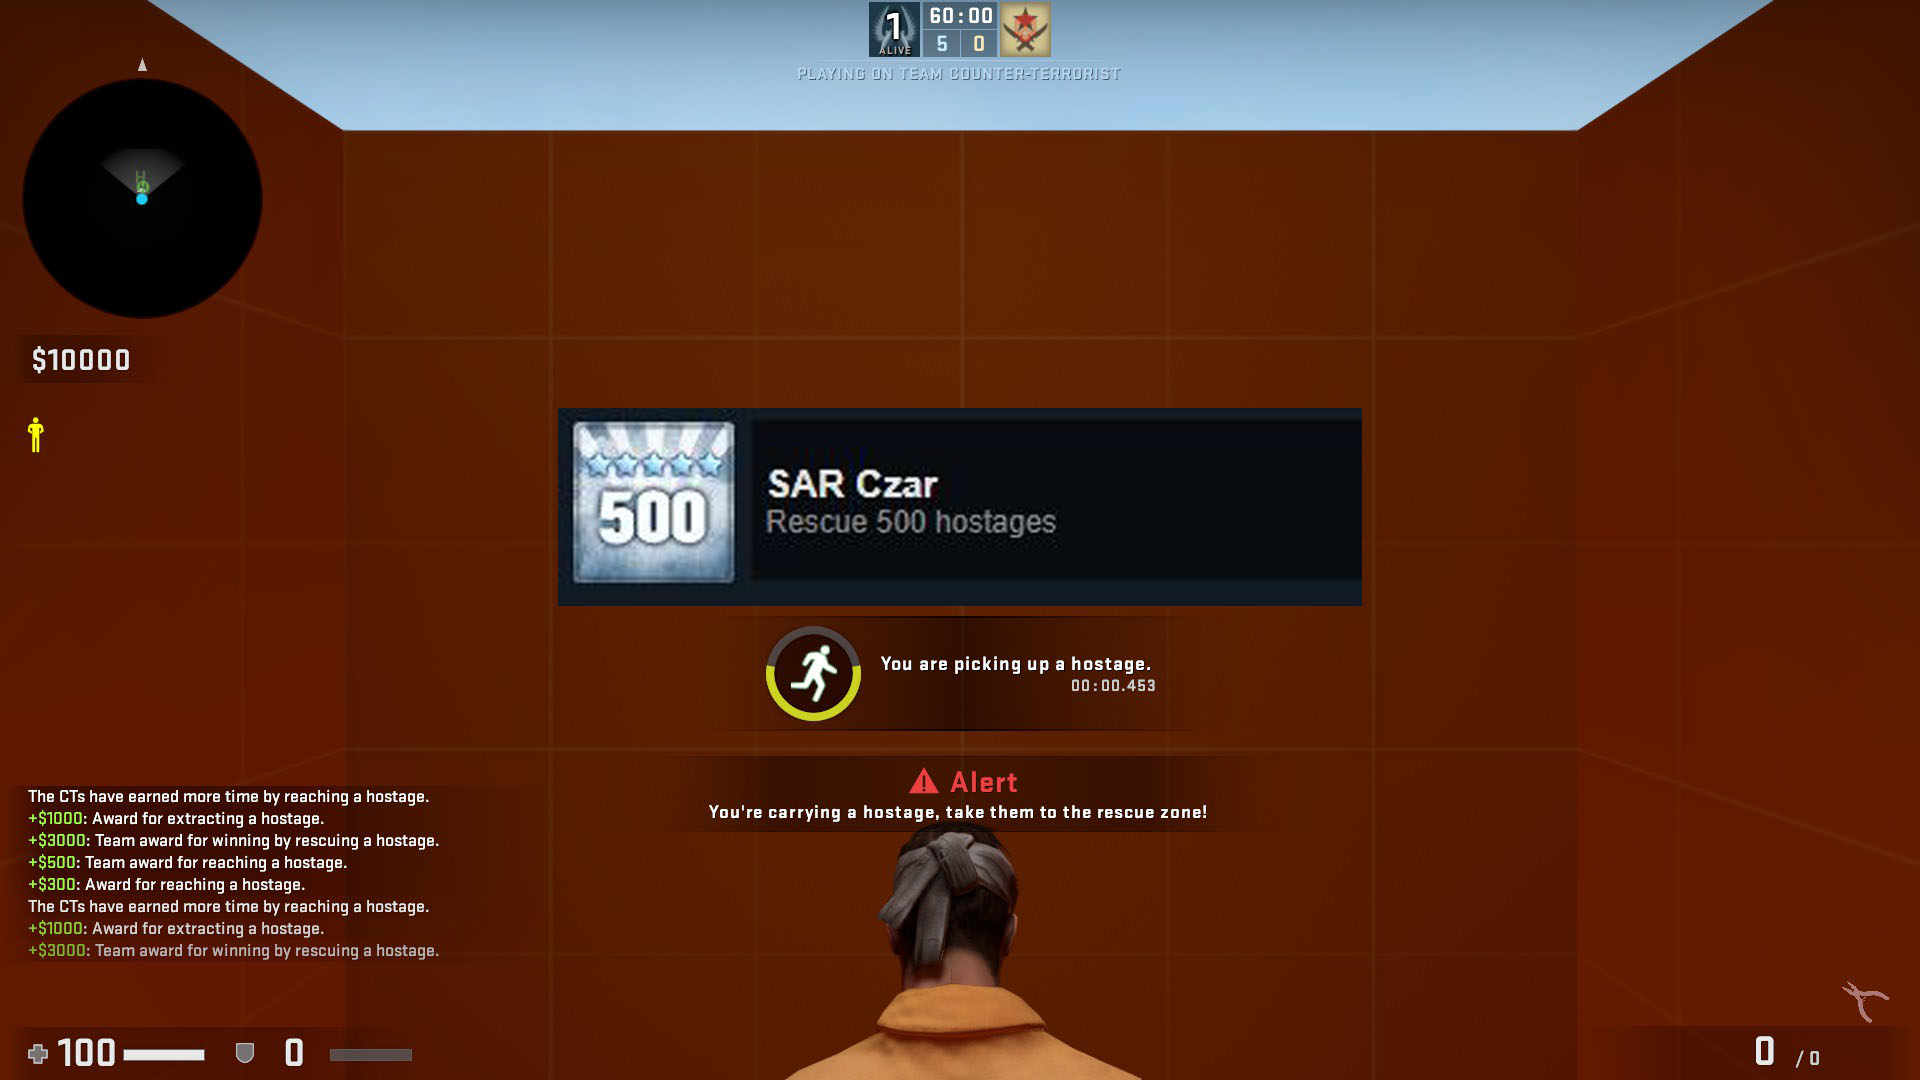 1
ALIVE
60:00
5 0
PLAYING ON TEAM COUNTER-TERRORIST
H
$10000
500
SAR Czar
Rescue 500 hostages
You are picking up a hostage.
00:00.453
Alert
You're carrying a hostage, take them to the rescue zone!
The CTs have earned more time by reaching a hostage.
+$1000: Award for extracting a hostage.
+$3000: Team award for winning by rescuing a hostage.
+$500: Team award for reaching a hostage.
+$300: Award for reaching a hostage.
The CTs have earned more time by reaching a hostage.
+$1000: Award for extracting a hostage.
+$3000: Team award for winning by rescuing a hostage.
100 0
0 / 0